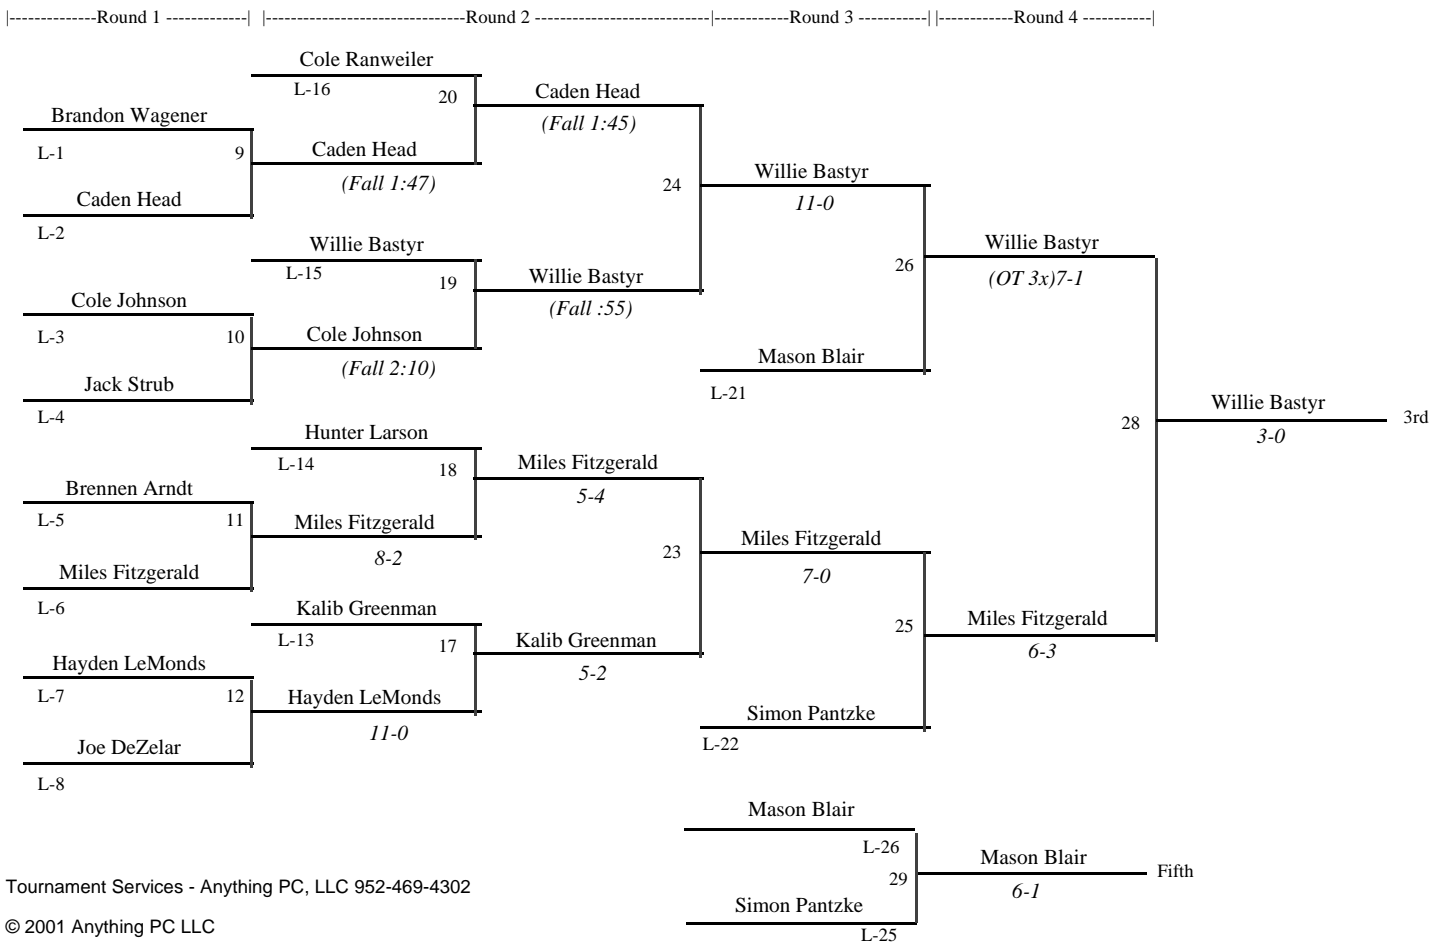 |-------------Round 1 -------------| |--------------------------------Round 2 ----------------------------|------------Round 3 -----------| |------------Round 4 -----------|
Cole Ranweiler
L-16
20
Caden Head
(Fall 1:45)
Brandon Wagener
L-1
9
Caden Head
(Fall 1:47)
Caden Head
L-2
24
Willie Bastyr
11-0
Willie Bastyr
L-15
19
Willie Bastyr
(Fall :55)
26
Willie Bastyr
(OT 3x)7-1
Cole Johnson
L-3
10
Cole Johnson
(Fall 2:10)
Jack Strub
L-4
Mason Blair
L-21
28
Willie Bastyr
3-0
3rd
Hunter Larson
L-14
18
Miles Fitzgerald
5-4
Brennen Arndt
L-5
11
Miles Fitzgerald
8-2
Miles Fitzgerald
L-6
23
Miles Fitzgerald
7-0
Kalib Greenman
L-13
17
Kalib Greenman
5-2
25
Miles Fitzgerald
6-3
Hayden LeMonds
L-7
12
Hayden LeMonds
11-0
Joe DeZelar
L-8
Simon Pantzke
L-22
Mason Blair
L-26
29
Mason Blair
6-1
Fifth
Simon Pantzke
L-25
Tournament Services - Anything PC, LLC 952-469-4302
© 2001 Anything PC LLC